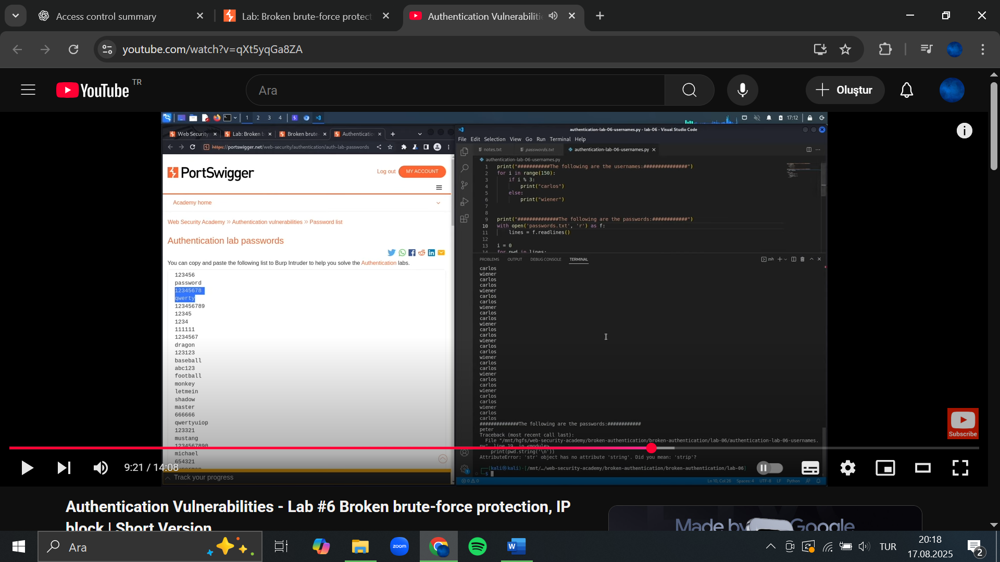 Access control summary
Lab: Broken brute-force protect
Authentication Vulnerabiliti
youtube.com/watch?v=qXt5yqGa8ZA
YouTube
TR
Ara
Oluştur
1 2 3 4
17:12
Web Security
Lab: Broken b
Broken brute
Authenticatio
https://portswigger.net/web-security/authentication/auth-lab-passwords
PortSwigger
Log out
MY ACCOUNT
Academy home
Web Security Academy >> Authentication vulnerabilities >> Password list
Authentication lab passwords
You can copy and paste the following list to Burp Intruder to help you solve the Authentication labs.
123456
password
12345678
qwerty
123456789
12345
1234
111111
1234567
dragon
123123
baseball
abc123
football
monkey
letmein
shadow
master
666666
qwertyuiop
123321
mustang
1234567890
michael
654321
Track your progress
authentication-lab-06-usernames.py - lab-06 - Visual Studio Code
File Edit Selection View Go Run Terminal Help
notes.txt
passwords.txt
authentication-lab-06-usernames.py
authentication-lab-06-usernames.py
1 print("###########The following are the usernames:###############")
2 for i in range(150):
3 if i % 3:
4 print("carlos")
5 else:
6 print("wiener")
7
8
9 print("##############The following are the passwords:############")
10 with open('passwords.txt', 'r') as f:
11 lines = f.readlines()
12
13 i = 0
14 for pwd in lines:
PROBLEMS OUTPUT DEBUG CONSOLE TERMINAL
zsh
carlos
wiener
carlos
carlos
wiener
carlos
carlos
wiener
carlos
carlos
wiener
carlos
carlos
wiener
carlos
carlos
wiener
carlos
carlos
wiener
carlos
carlos
wiener
carlos
carlos
wiener
carlos
carlos
##############The following are the passwords:############
peter
Traceback (most recent call last):
File "/mnt/hgfs/web-security-academy/broken-authentication/broken-authentication/lab-06/authentication-lab-06-usernames.
py", line 19, in <module>
print(pwd.string('\n'))
AttributeError: 'str' object has no attribute 'string'. Did you mean: 'strip'?
(kali㉿kali)-[/mnt/…/web-security-academy/broken-authentication/broken-authentication/lab-06]
$
0 0
Ln 10, Col 26 Spaces: 4 UTF-8 LF Python
Subscribe
9:21 / 14:08
Authentication Vulnerabilities - Lab #6 Broken brute-force protection, IP
block | Short Version
Made by Google
Ara
zoom
W
TUR
20:18
17.08.2025
2